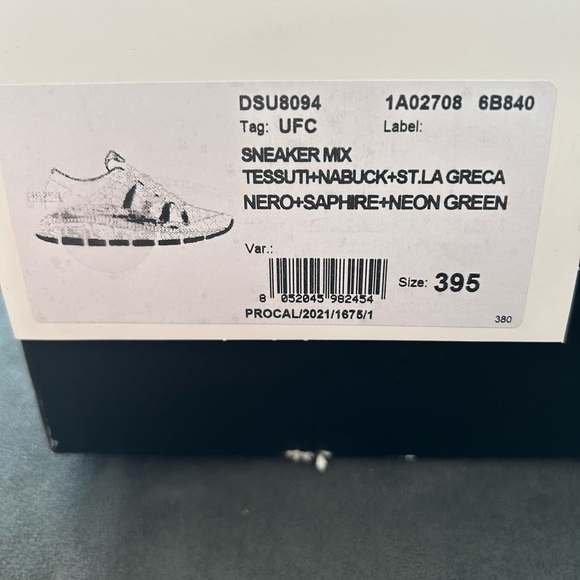 DSU8094 1A02708 6B840
Tag: UFC Label:
SNEAKER MIX
TESSUTI+NABUCK+ST.LA GRECA
NERO+SAPHIRE+NEON GREEN
Var.:
8 052045 982454 Size: 395
PROCAL/2021/1675/1
380